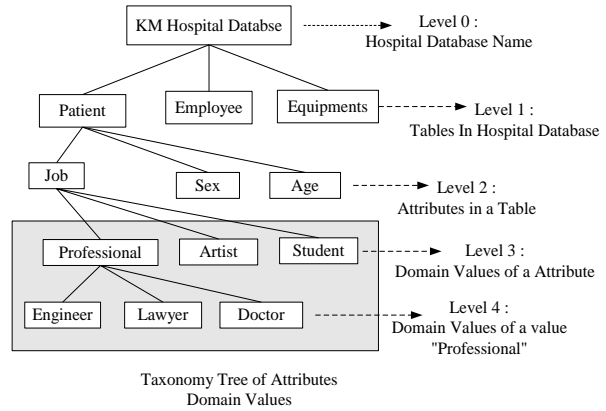 KM Hospital Databse
Level 0 :
Hospital Database Name
Patient
Employee
Equipments
Level 1 :
Tables In Hospital Database
Job
Sex
Age
Level 2 :
Attributes in a Table
Professional
Artist
Student
Level 3 :
Domain Values of a Attribute
Engineer
Lawyer
Doctor
Level 4 :
Domain Values of a value
"Professional"
Taxonomy Tree of Attributes
Domain Values